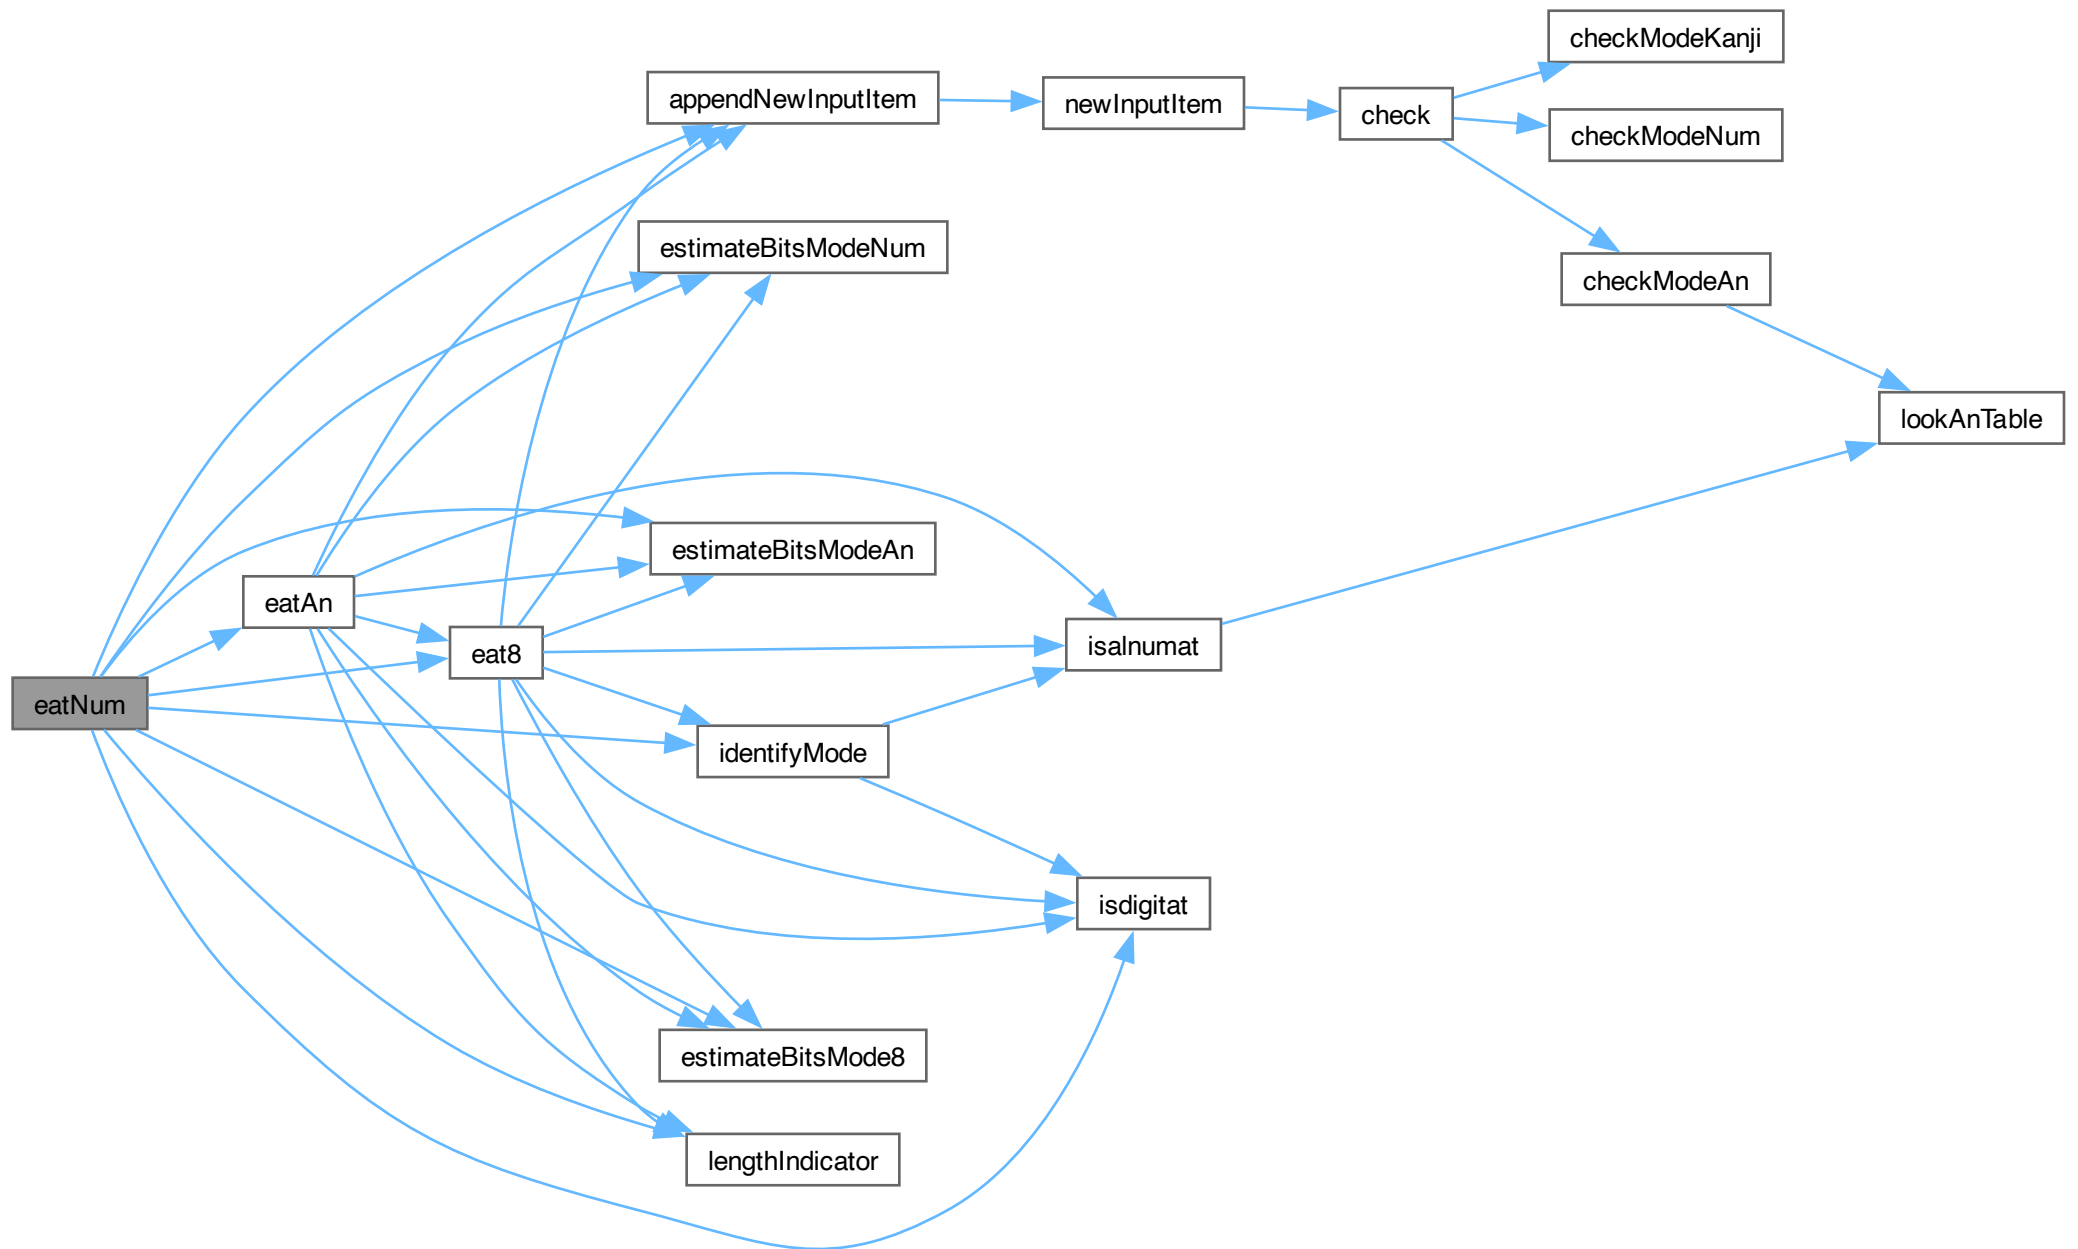 checkModeKanji
appendNewInputItem
newInputItem
check
checkModeNum
estimateBitsModeNum
checkModeAn
lookAnTable
estimateBitsModeAn
eatAn
isalnumat
eat8
eatNum
identifyMode
isdigitat
estimateBitsMode8
lengthIndicator